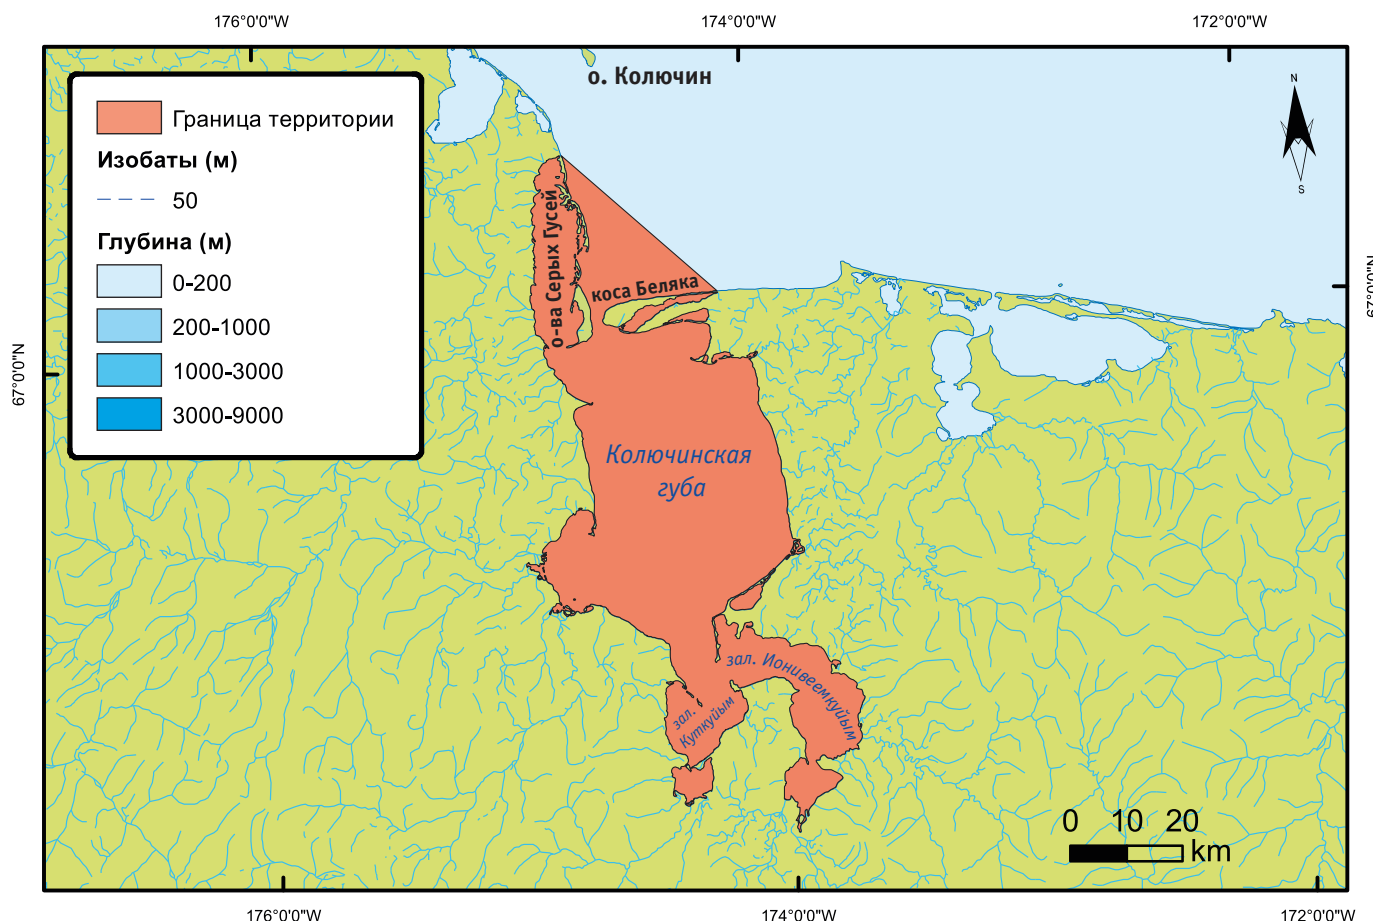 176°0'0"W
174°0'0"W
172°0'0"W
о. Колючин
N
S
Граница территории
Изобаты (м)
50
Глубина (м)
0-200
200-1000
1000-3000
3000-9000
о-ва Серых Гусей
коса Беляка
67°0'0"N
67°0'0"N
Колючинская
губа
зал. Ионивеемкуйым
зал.
Куткуйым
0 10 20
km
176°0'0"W
174°0'0"W
172°0'0"W